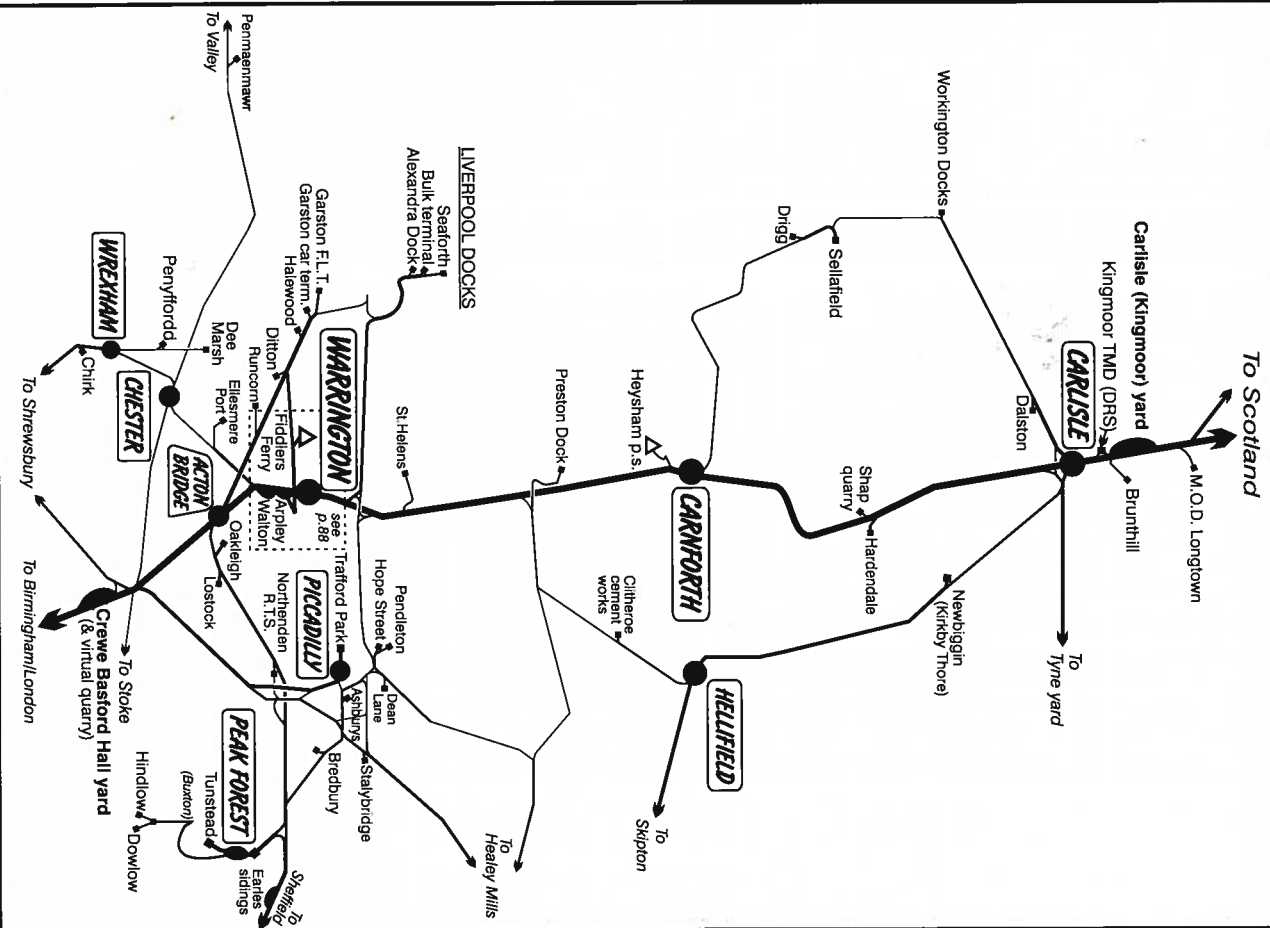 To Scotland
M.O.D. Longtown
Brunthill
Carlisle (Kingmoor) yard
Kingmoor TMD (DRS)
CARLISLE
To
Tyne yard
Dalston
Workington Docks
Newbiggin
(Kirkby Thore)
Shap
quarry
Hardendale
Sellafield
Drigg
CARNFORTH
HELLIFIELD
To
Skipton
Heysham p.s.
Clitheroe
cement
works
Preston Dock
To
Healey Mills
LIVERPOOL DOCKS
Seaforth
Bulk terminal
Alexandra Dock
St.Helens
Pendleton
Hope Street
Dean
Lane
Stalybridge
Ashburys
Bredbury
Trafford Park
PICCADILLY
Northenden
R.T.S.
see
p.88
WARRINGTON
Garston F.L.T.
Garston car term.
Halewood
Ditton
Runcorn
Fiddlers
Ferry
Arpley
Walton
Ellesmere
Port
ACTON
BRIDGE
Oakleigh
Lostock
PEAK FOREST
Tunstead
(Buxton)
Hindlow
Dowlow
Earles
sidings
To
Sheffield
Penmaenmawr
To Valley
Dee
Marsh
Penyffordd
WREXHAM
CHESTER
Chirk
To Shrewsbury
To Stoke
Crewe Basford Hall yard
(& virtual quarry)
To Birmingham/London